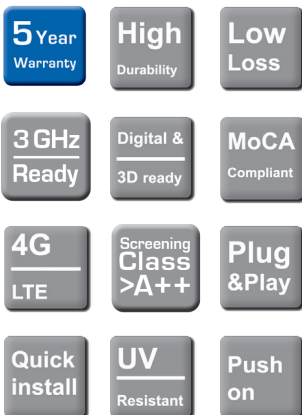 5 Year
Warranty
High
Durability
Low
Loss
3 GHz
Ready
Digital &
3D ready
MoCA
Compliant
4G
LTE
Screening
Class
>A++
Plug
&Play
Quick
install
UV
Resistant
Push
on